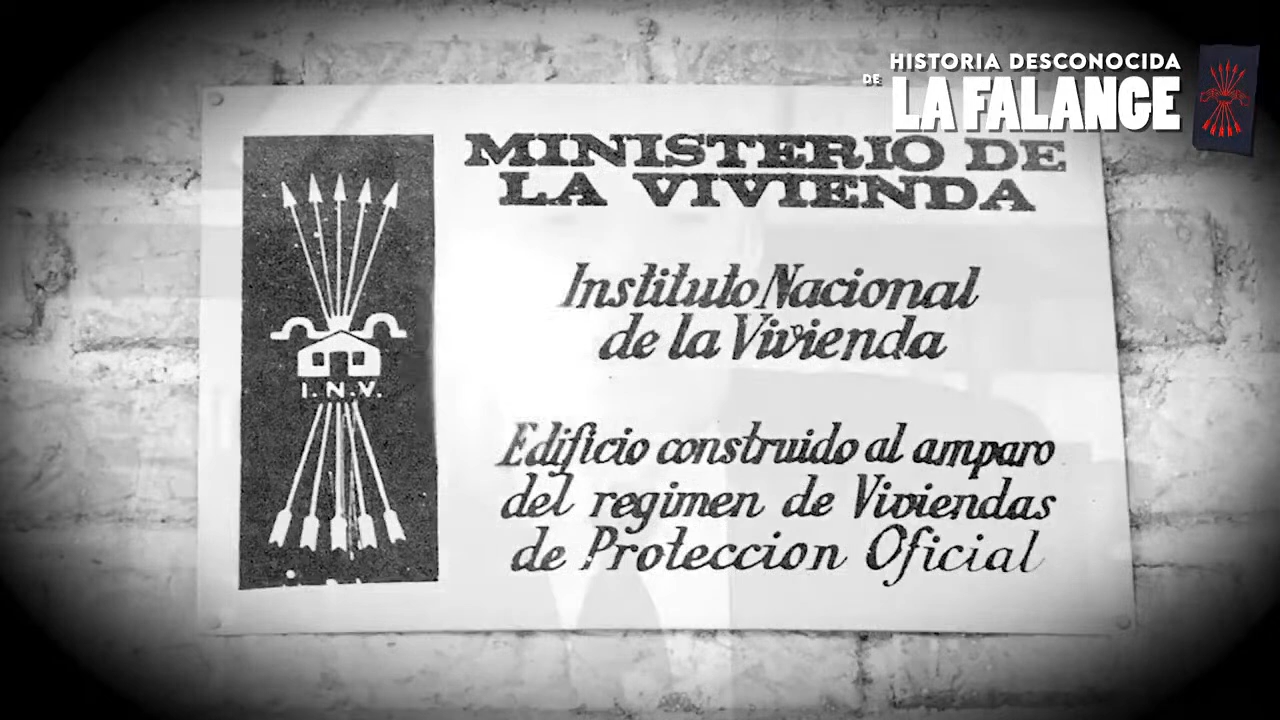 HISTORIA DESCONOCIDA
DE LA FALANGE
MINISTERIO DE
LA VIVIENDA
I. N. V.
Instituto Nacional
de la Vivienda
Edificio construido al amparo
del regimen de Viviendas
de Proteccion Oficial